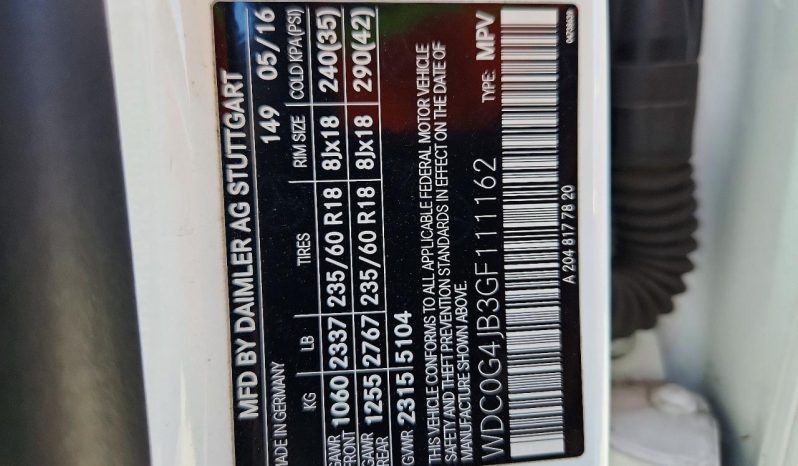 MFD BY DAIMLER AG STUTTGART
MADE IN GERMANY 149 05/16
KG LB TIRES RIM SIZE COLD KPA(PSI)
GAWR FRONT 1060 2337 235/60 R18 8Jx18 240(35)
GAWR REAR 1255 2767 235/60 R18 8Jx18 290(42)
GVWR 2315 5104
THIS VEHICLE CONFORMS TO ALL APPLICABLE FEDERAL MOTOR VEHICLE
SAFETY AND THEFT PREVENTION STANDARDS IN EFFECT ON THE DATE OF
MANUFACTURE SHOWN ABOVE.
WDC0G4JB3GF111162 TYPE: MPV
A 204 817 78 20